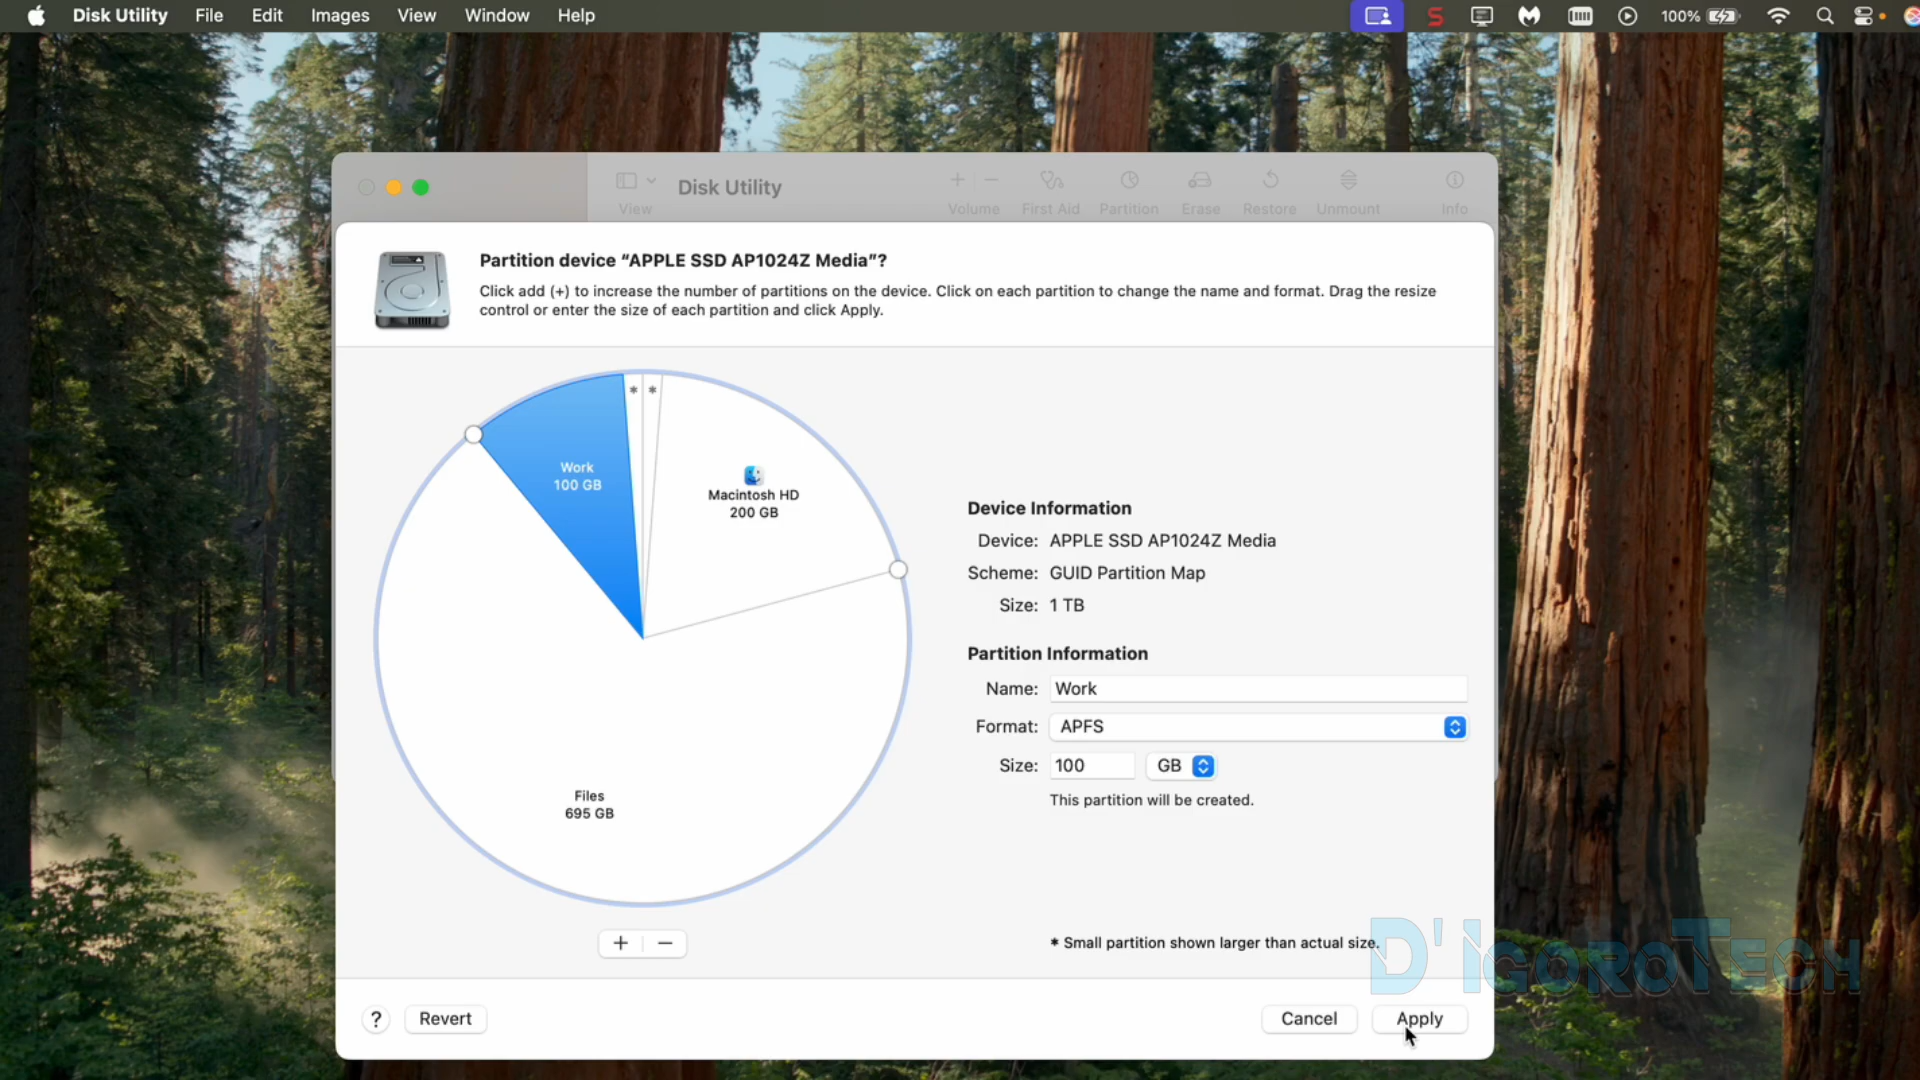 Disk Utility File Edit Images View Window Help
100%
Disk Utility
View Volume First Aid Partition Erase Restore Unmount Info
Partition device “APPLE SSD AP1024Z Media”?
Click add (+) to increase the number of partitions on the device. Click on each partition to change the name and format. Drag the resize
control or enter the size of each partition and click Apply.
* *
Work
100 GB
Macintosh HD
200 GB
Files
695 GB
Device Information
Device: APPLE SSD AP1024Z Media
Scheme: GUID Partition Map
Size: 1 TB
Partition Information
Name: Work
Format: APFS
Size: 100 GB
This partition will be created.
+ −
* Small partition shown larger than actual size.
D'iGOROTECH
? Revert Cancel Apply